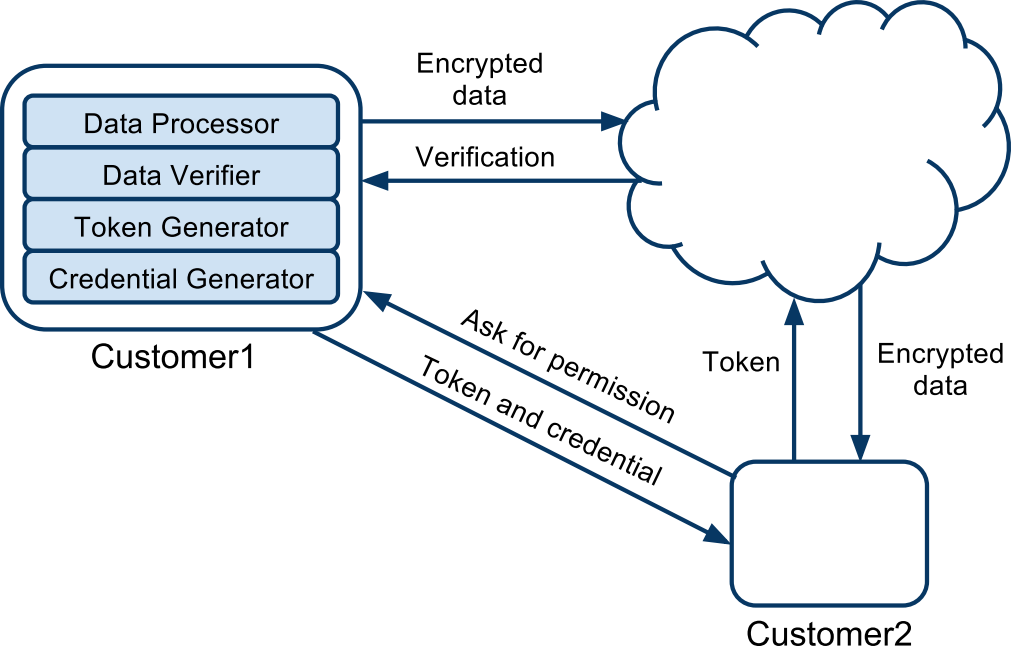 Encrypted
data
Data Processor
Verification
Data Verifier
Token Generator
Credential Generator
Customer1
Ask for permission
Token and credential
Token
Encrypted
data
Customer2